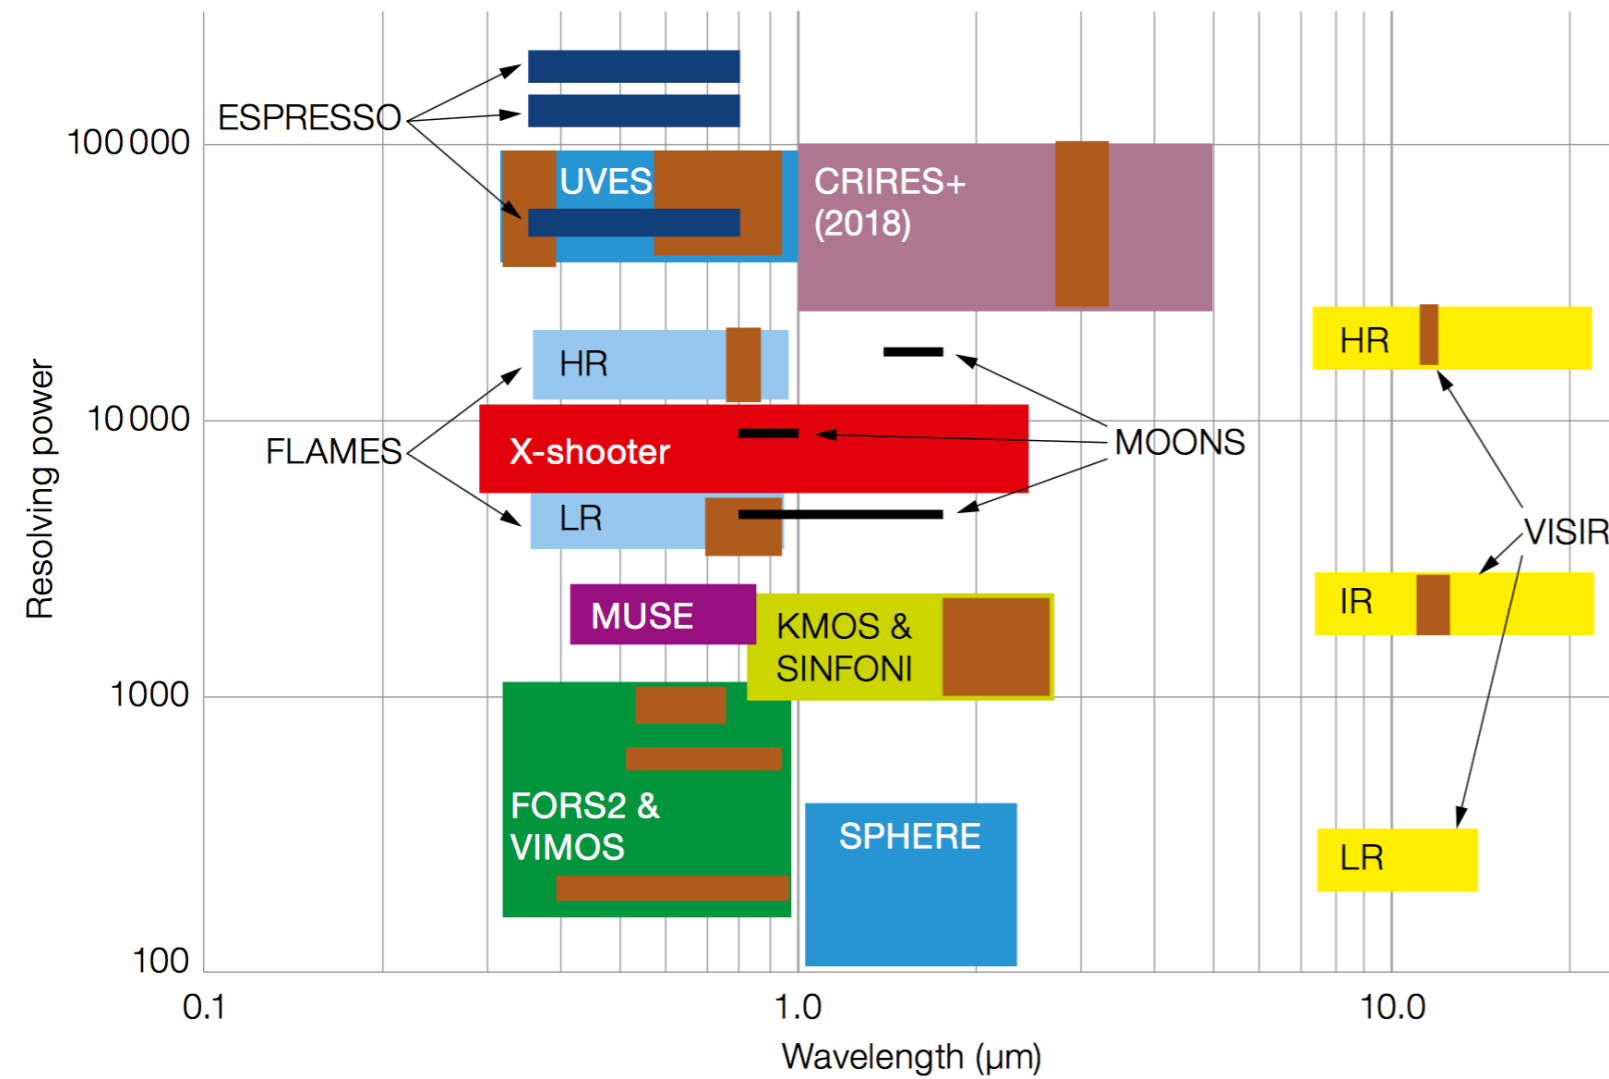 ESPRESSO
100 000
UVES
CRIRES+
(2018)
HR
HR
10 000
FLAMES
X-shooter
MOONS
LR
VISIR
MUSE
KMOS &
SINFONI
IR
1000
FORS2 &
VIMOS
SPHERE
LR
100
0.1
1.0
10.0
Resolving power
Wavelength (µm)